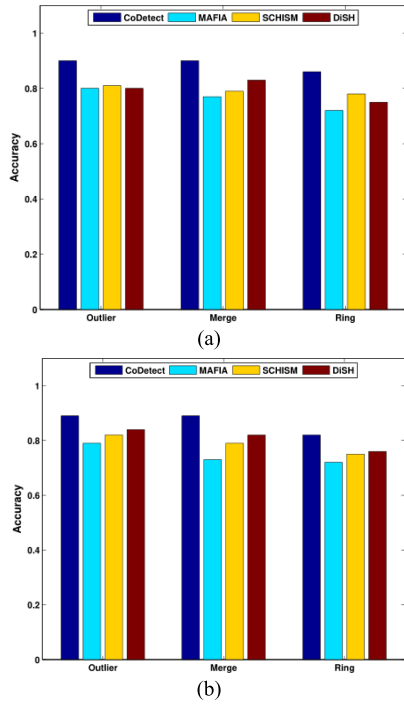 CoDetect MAFIA SCHISM DiSH
1
0.8
0.6
0.4
0.2
0
Accuracy
Outlier Merge Ring
(a)
CoDetect MAFIA SCHISM DiSH
1
0.8
0.6
0.4
0.2
0
Accuracy
Outlier Merge Ring
(b)